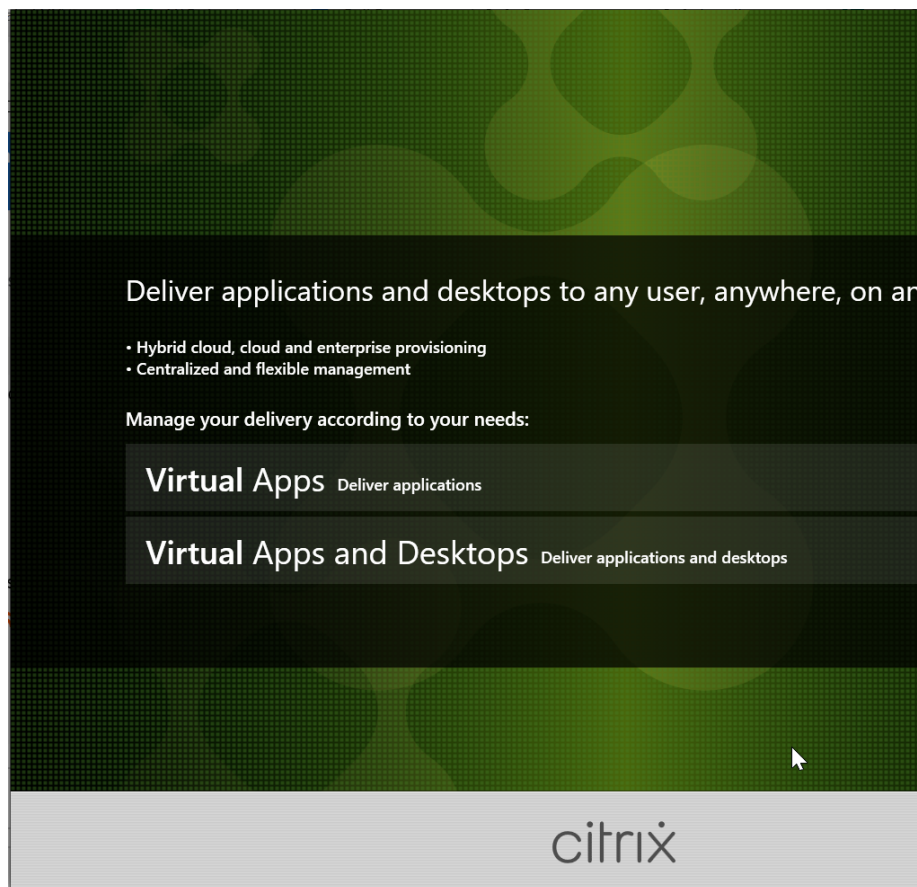 Deliver applications and desktops to any user, anywhere, on an
• Hybrid cloud, cloud and enterprise provisioning
• Centralized and flexible management
Manage your delivery according to your needs:
Virtual Apps Deliver applications
Virtual Apps and Desktops Deliver applications and desktops
citrix